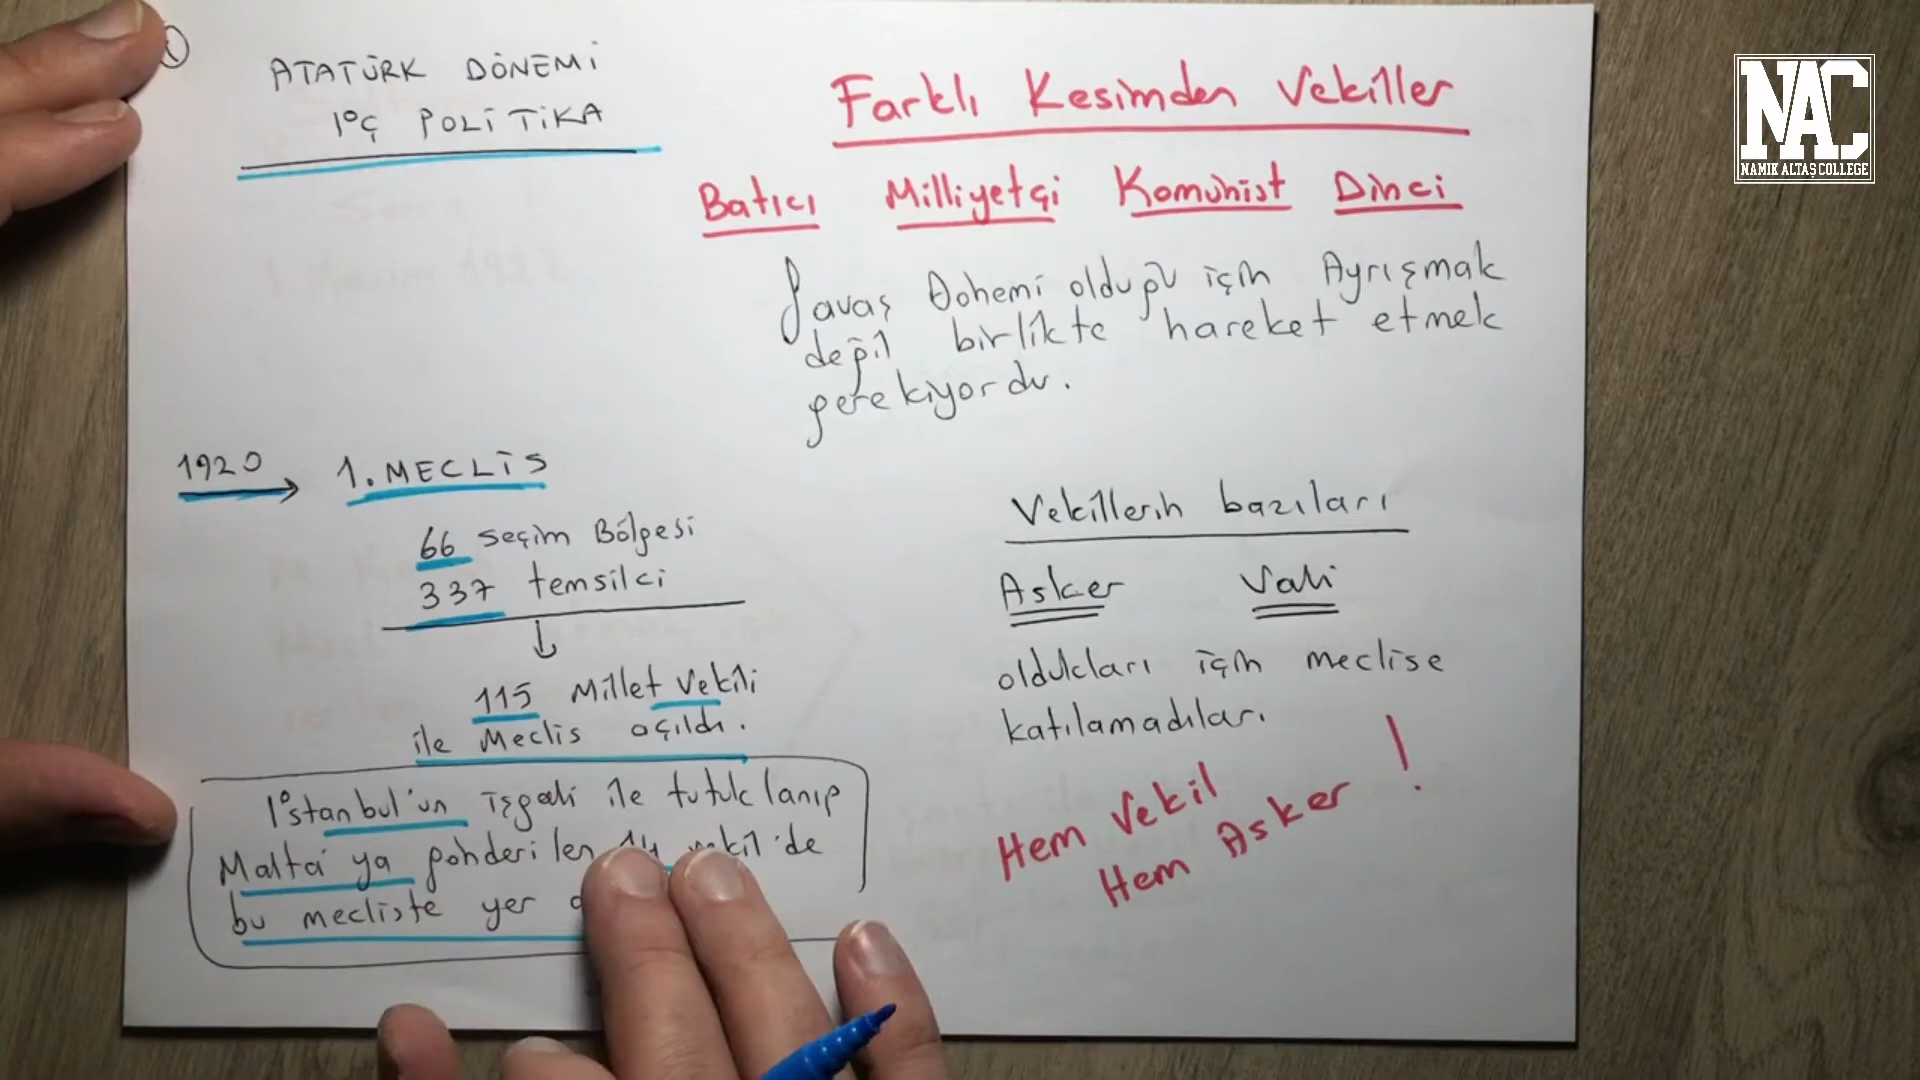 1
ATATÜRK DÖNEMİ
İÇ POLİTİKA
Farklı Kesimden Vekiller
Batıcı Milliyetçi Komünist Dinci
Savaş Dönemi olduğu için Ayrışmak
değil birlikte hareket etmek
gerekiyordu.
1920 → 1. MECLİS
66 seçim Bölgesi
337 temsilci
↓
115 Millet Vekili
ile Meclis açıldı.
İstanbul'un işgali ile tutuklanıp
Malta'ya gönderilen 14 vekil'de
bu mecliste yer
Vekillerin bazıları
Asker Vali
oldukları için meclise
katılamadılar.
Hem Vekil
Hem Asker !
NAC
NAMIK ALTAŞ COLLEGE